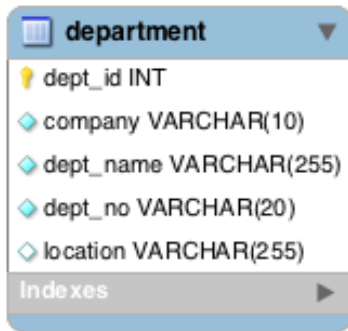 department
dept_id INT
company VARCHAR(10)
dept_name VARCHAR(255)
dept_no VARCHAR(20)
location VARCHAR(255)
Indexes